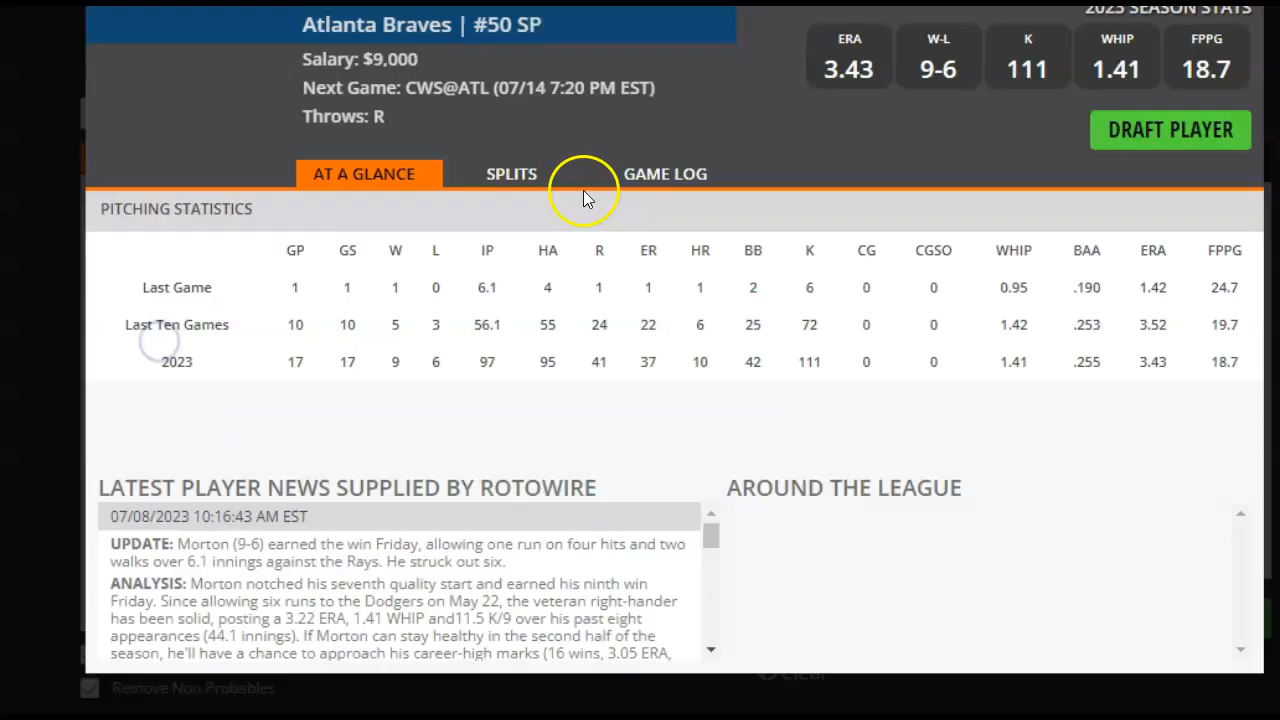 2023 SEASON STATS
Atlanta Braves | #50 SP
Salary: $9,000
Next Game: CWS@ATL (07/14 7:20 PM EST)
Throws: R
ERA W-L K WHIP FPPG
3.43 9-6 111 1.41 18.7
DRAFT PLAYER
AT A GLANCE SPLITS GAME LOG
PITCHING STATISTICS
GP GS W L IP HA R ER HR BB K CG CGSO WHIP BAA ERA FPPG
Last Game 1 1 1 0 6.1 4 1 1 1 2 6 0 0 0.95 .190 1.42 24.7
Last Ten Games 10 10 5 3 56.1 55 24 22 6 25 72 0 0 1.42 .253 3.52 19.7
2023 17 17 9 6 97 95 41 37 10 42 111 0 0 1.41 .255 3.43 18.7
LATEST PLAYER NEWS SUPPLIED BY ROTOWIRE
AROUND THE LEAGUE
07/08/2023 10:16:43 AM EST
UPDATE: Morton (9-6) earned the win Friday, allowing one run on four hits and two
walks over 6.1 innings against the Rays. He struck out six.
ANALYSIS: Morton notched his seventh quality start and earned his ninth win
Friday. Since allowing six runs to the Dodgers on May 22, the veteran right-hander
has been solid, posting a 3.22 ERA, 1.41 WHIP and11.5 K/9 over his past eight
appearances (44.1 innings). If Morton can stay healthy in the second half of the
season, he'll have a chance to approach his career-high marks (16 wins, 3.05 ERA,
Remove Non Probables
Clear